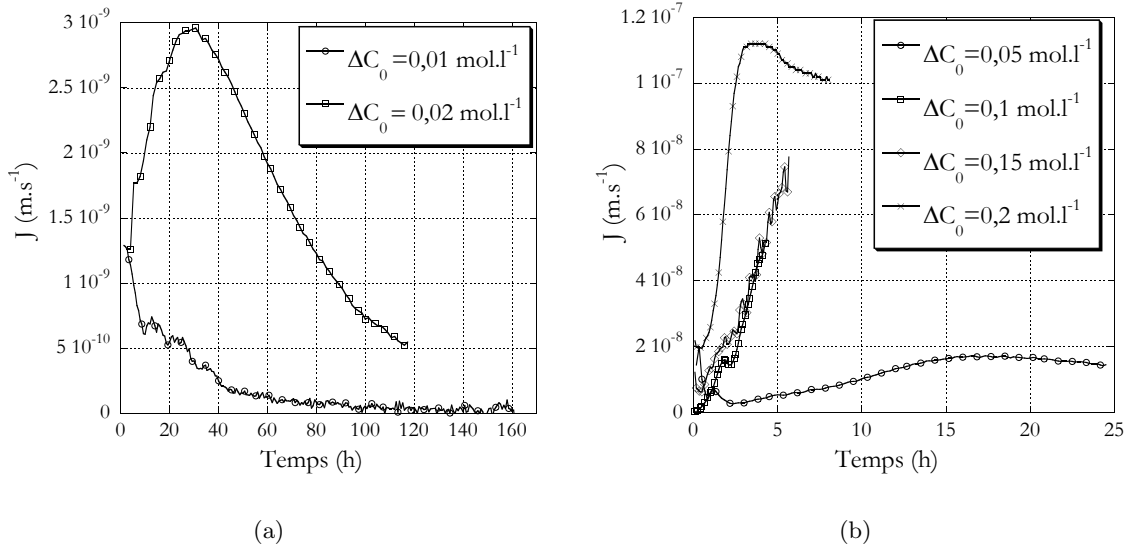 3 10⁻⁹
2.5 10⁻⁹
2 10⁻⁹
1.5 10⁻⁹
1 10⁻⁹
5 10⁻¹⁰
0
J (m.s⁻¹)
ΔC₀ =0,01 mol.l⁻¹
ΔC₀ = 0,02 mol.l⁻¹
0 20 40 60 80 100 120 140 160
Temps (h)
(a)
1.2 10⁻⁷
1 10⁻⁷
8 10⁻⁸
6 10⁻⁸
4 10⁻⁸
2 10⁻⁸
0
J (m.s⁻¹)
ΔC₀=0,05 mol.l⁻¹
ΔC₀=0,1 mol.l⁻¹
ΔC₀=0,15 mol.l⁻¹
ΔC₀=0,2 mol.l⁻¹
0 5 10 15 20 25
Temps (h)
(b)